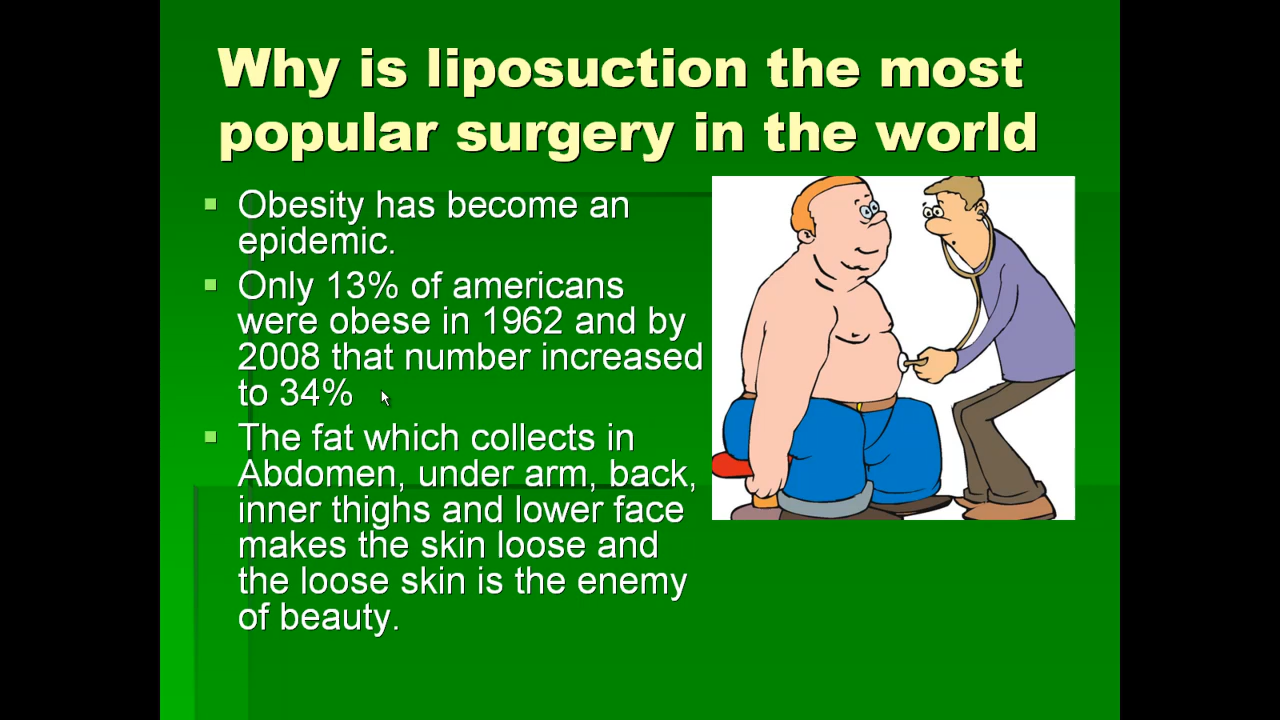 Why is liposuction the most
popular surgery in the world
Obesity has become an
epidemic.
Only 13% of americans
were obese in 1962 and by
2008 that number increased
to 34%
The fat which collects in
Abdomen, under arm, back,
inner thighs and lower face
makes the skin loose and
the loose skin is the enemy
of beauty.